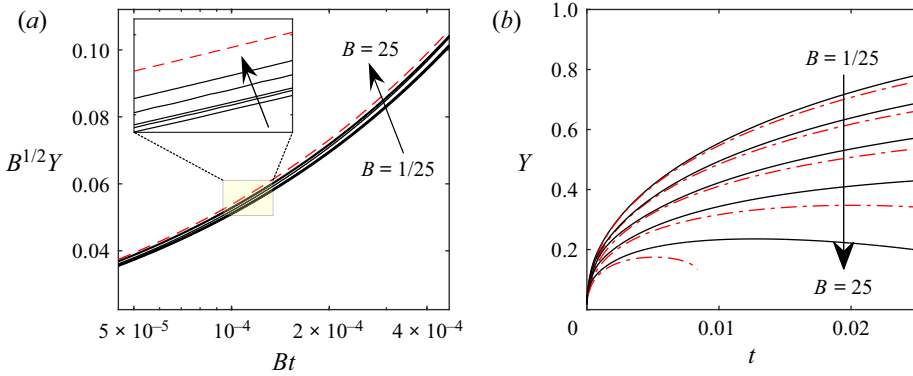 (a)
(b)
0.10
0.08
0.06
0.04
B^{1/2}Y
B = 25
B = 1/25
5 × 10⁻⁵
10⁻⁴
2 × 10⁻⁴
4 × 10⁻⁴
Bt
1.0
0.8
0.6
0.4
0.2
0
Y
B = 1/25
B = 25
0.01
0.02
t